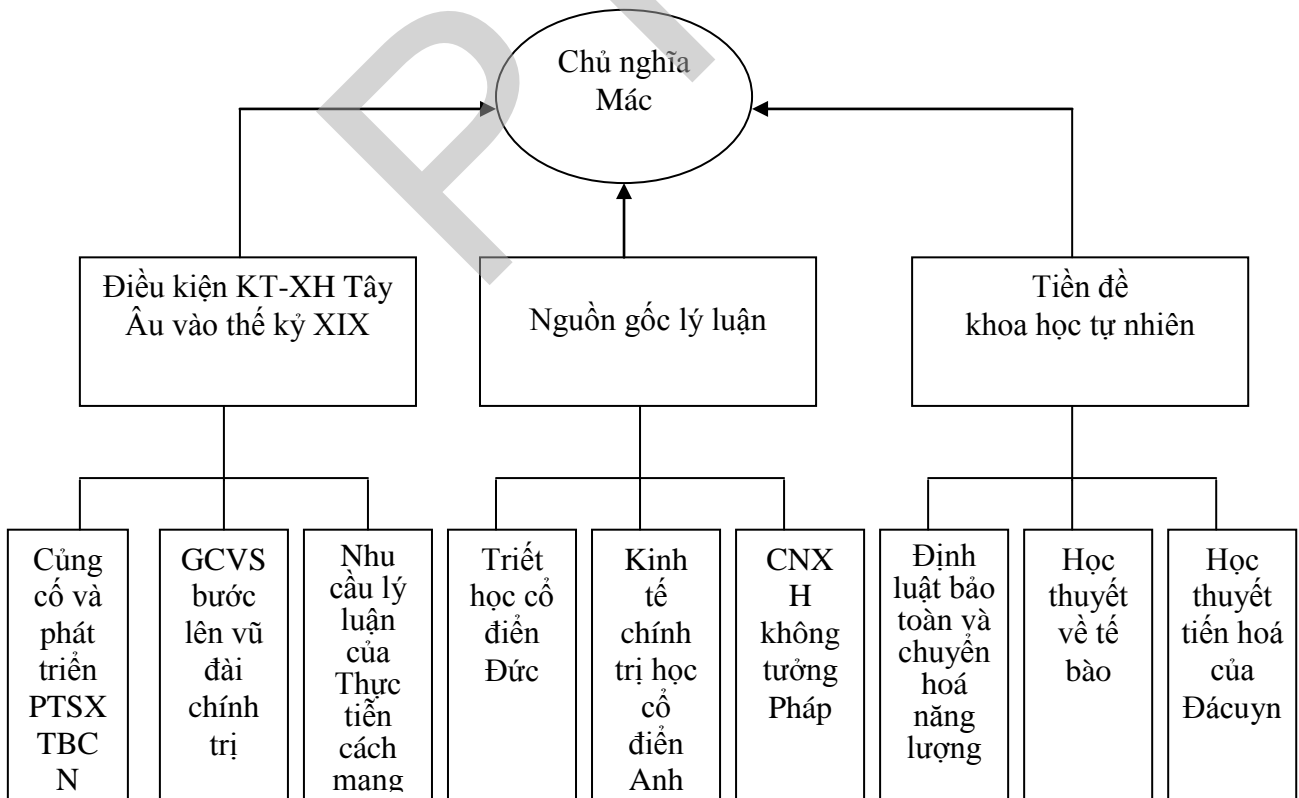 Chủ nghĩa
Mác
Điều kiện KT-XH Tây
Âu vào thế kỷ XIX
Nguồn gốc lý luận
Tiền đề
khoa học tự nhiên
Củng
cố và
phát
triển
PTSX
TBC
N
GCVS
bước
lên vũ
đài
chính
trị
Nhu
cầu lý
luận
của
Thực
tiễn
cách
mang
Triết
học cổ
điển
Đức
Kinh
tế
chính
trị học
cổ
điển
Anh
CNX
H
không
tưởng
Pháp
Định
luật bảo
toàn và
chuyển
hoá
năng
lượng
Học
thuyết
về tế
bào
Học
thuyết
tiến hoá
của
Đácuyn